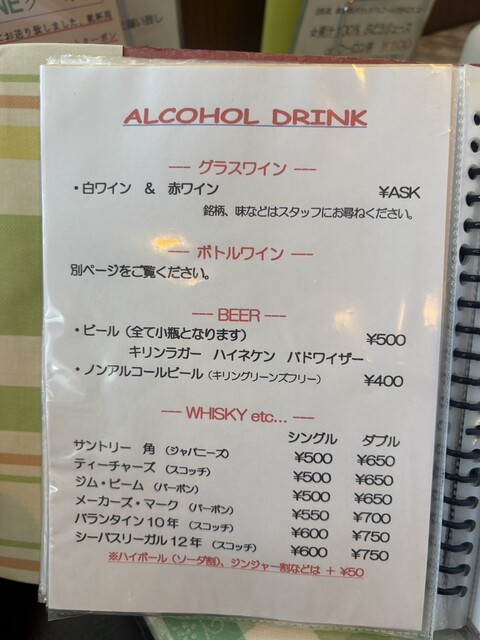 ALCOHOL DRINK
--- グラスワイン ---
・白ワイン ＆ 赤ワイン ¥ASK
銘柄、味などはスタッフにお尋ねください。
--- ボトルワイン ---
別ページをご覧ください。
--- BEER ---
・ビール（全て小瓶となります） ¥500
キリンラガー ハイネケン バドワイザー
・ノンアルコールビール（キリングリーンズフリー） ¥400
--- WHISKY etc... ---
シングル ダブル
サントリー 角 （ジャパニーズ） ¥500 ¥650
ティーチャーズ （スコッチ） ¥500 ¥650
ジム・ビーム （バーボン） ¥500 ¥650
メーカーズ・マーク （バーボン） ¥550 ¥700
バランタイン１０年 （スコッチ） ¥600 ¥750
シーバスリーガル１２年 （スコッチ） ¥600 ¥750
※ハイボール（ソーダ割）、ジンジャー割などは ＋ ¥50